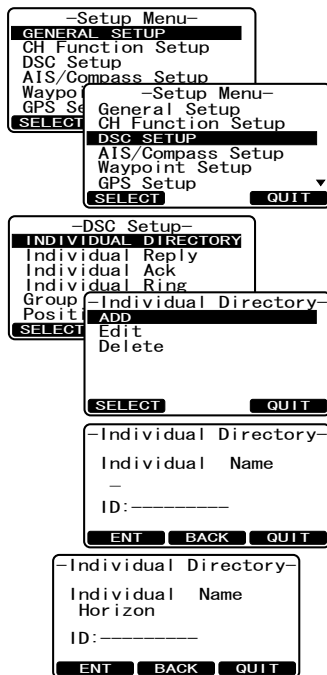 -Setup Menu-
GENERAL SETUP
CH Function Setup
DSC Setup
AIS/Compass Setup
GPS
SELECT
-Setup Menu-
General Setup
CH Function Setup
DSC SETUP
AIS/Compass Setup
Waypoint Setup
GPS Setup
SELECT QUIT
-DSC Setup-
INDIVIDUAL DIRECTORY
Individual Reply
Individual Ack
Individual Ring
Group
SELECT
-Individual Directory-
ADD
Edit
Delete
SELECT QUIT
-Individual Directory-
Individual Name
_
ID:---------
ENT BACK QUIT
-Individual Directory-
Individual Name
Horizon
ID:---------
ENT BACK QUIT